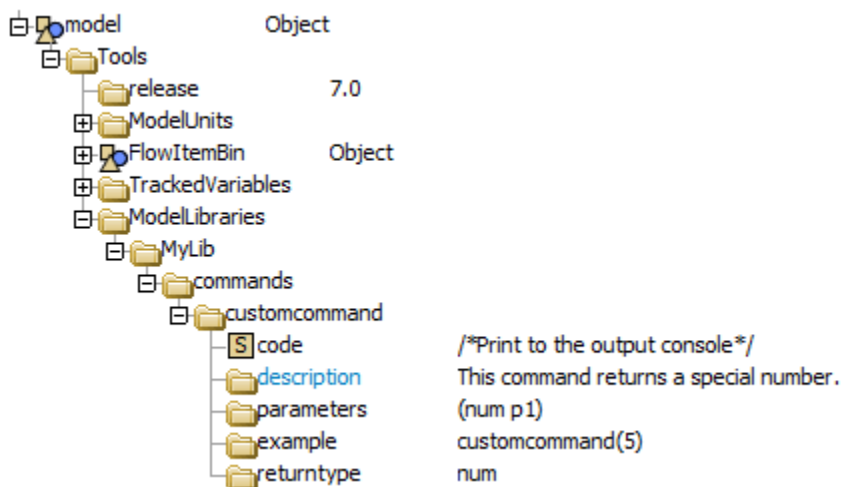 model Object
Tools
release 7.0
ModelUnits
FlowItemBin Object
TrackedVariables
ModelLibraries
MyLib
commands
customcommand
S code /*Print to the output console*/
description This command returns a special number.
parameters (num p1)
example customcommand(5)
returntype num